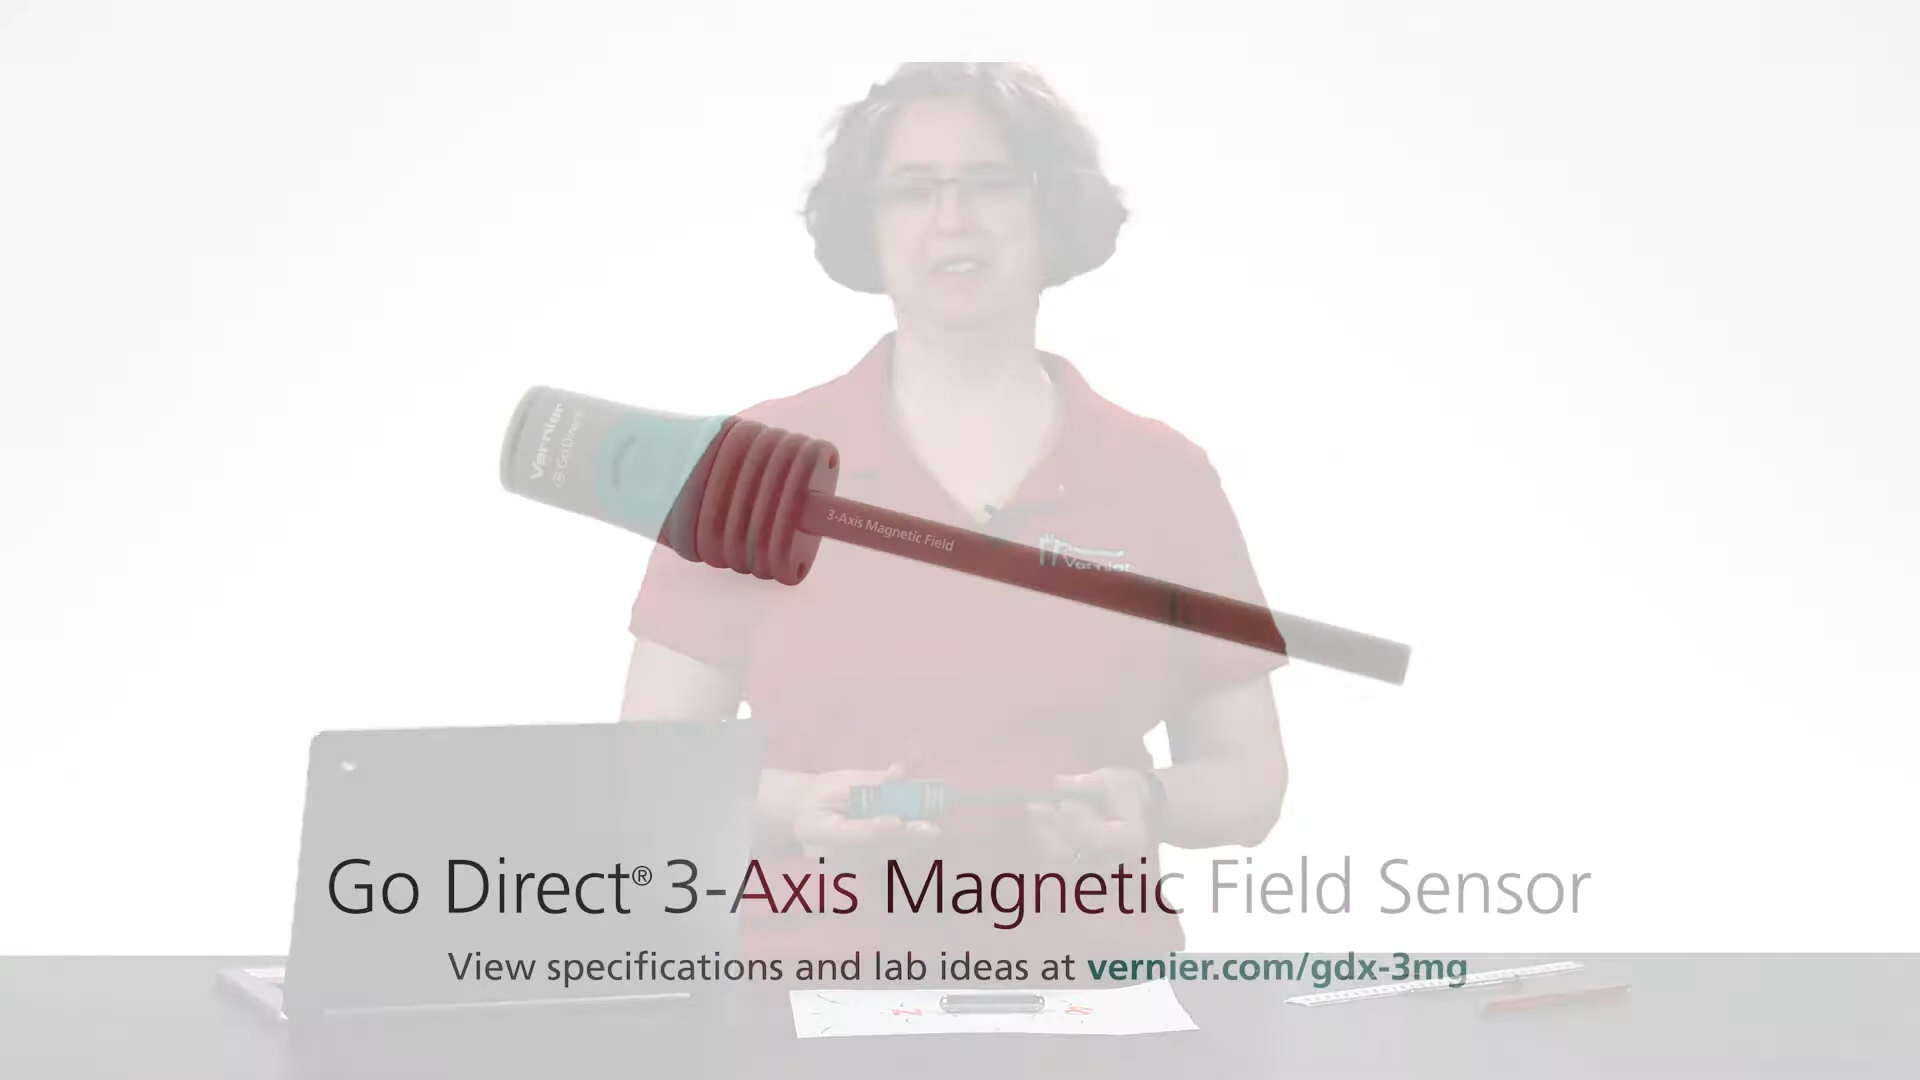 Vernier
Go Direct
3-Axis Magnetic Field
Vernier
Go Direct® 3-Axis Magnetic Field Sensor
View specifications and lab ideas at vernier.com/gdx-3mg